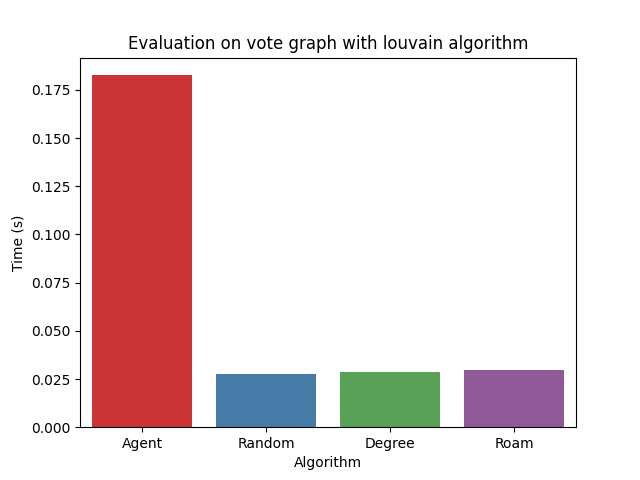 Evaluation on vote graph with louvain algorithm
0.175
0.150
0.125
0.100
0.075
0.050
0.025
0.000
Time (s)
Agent Random Degree Roam
Algorithm